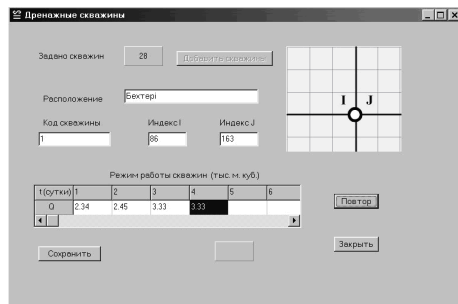 Дренажные скважины
Задано скважин 28 Добавить скважины
Расположение Бехтері
Код скважины Индекс I Индекс J
1 86 163
I J
Режим работы скважин (тыс. м. куб.)
t(сутки) 1 2 3 4 5 6
Q 2.34 2.45 3.33 3.33
Повтор
Сохранить
Закрыть